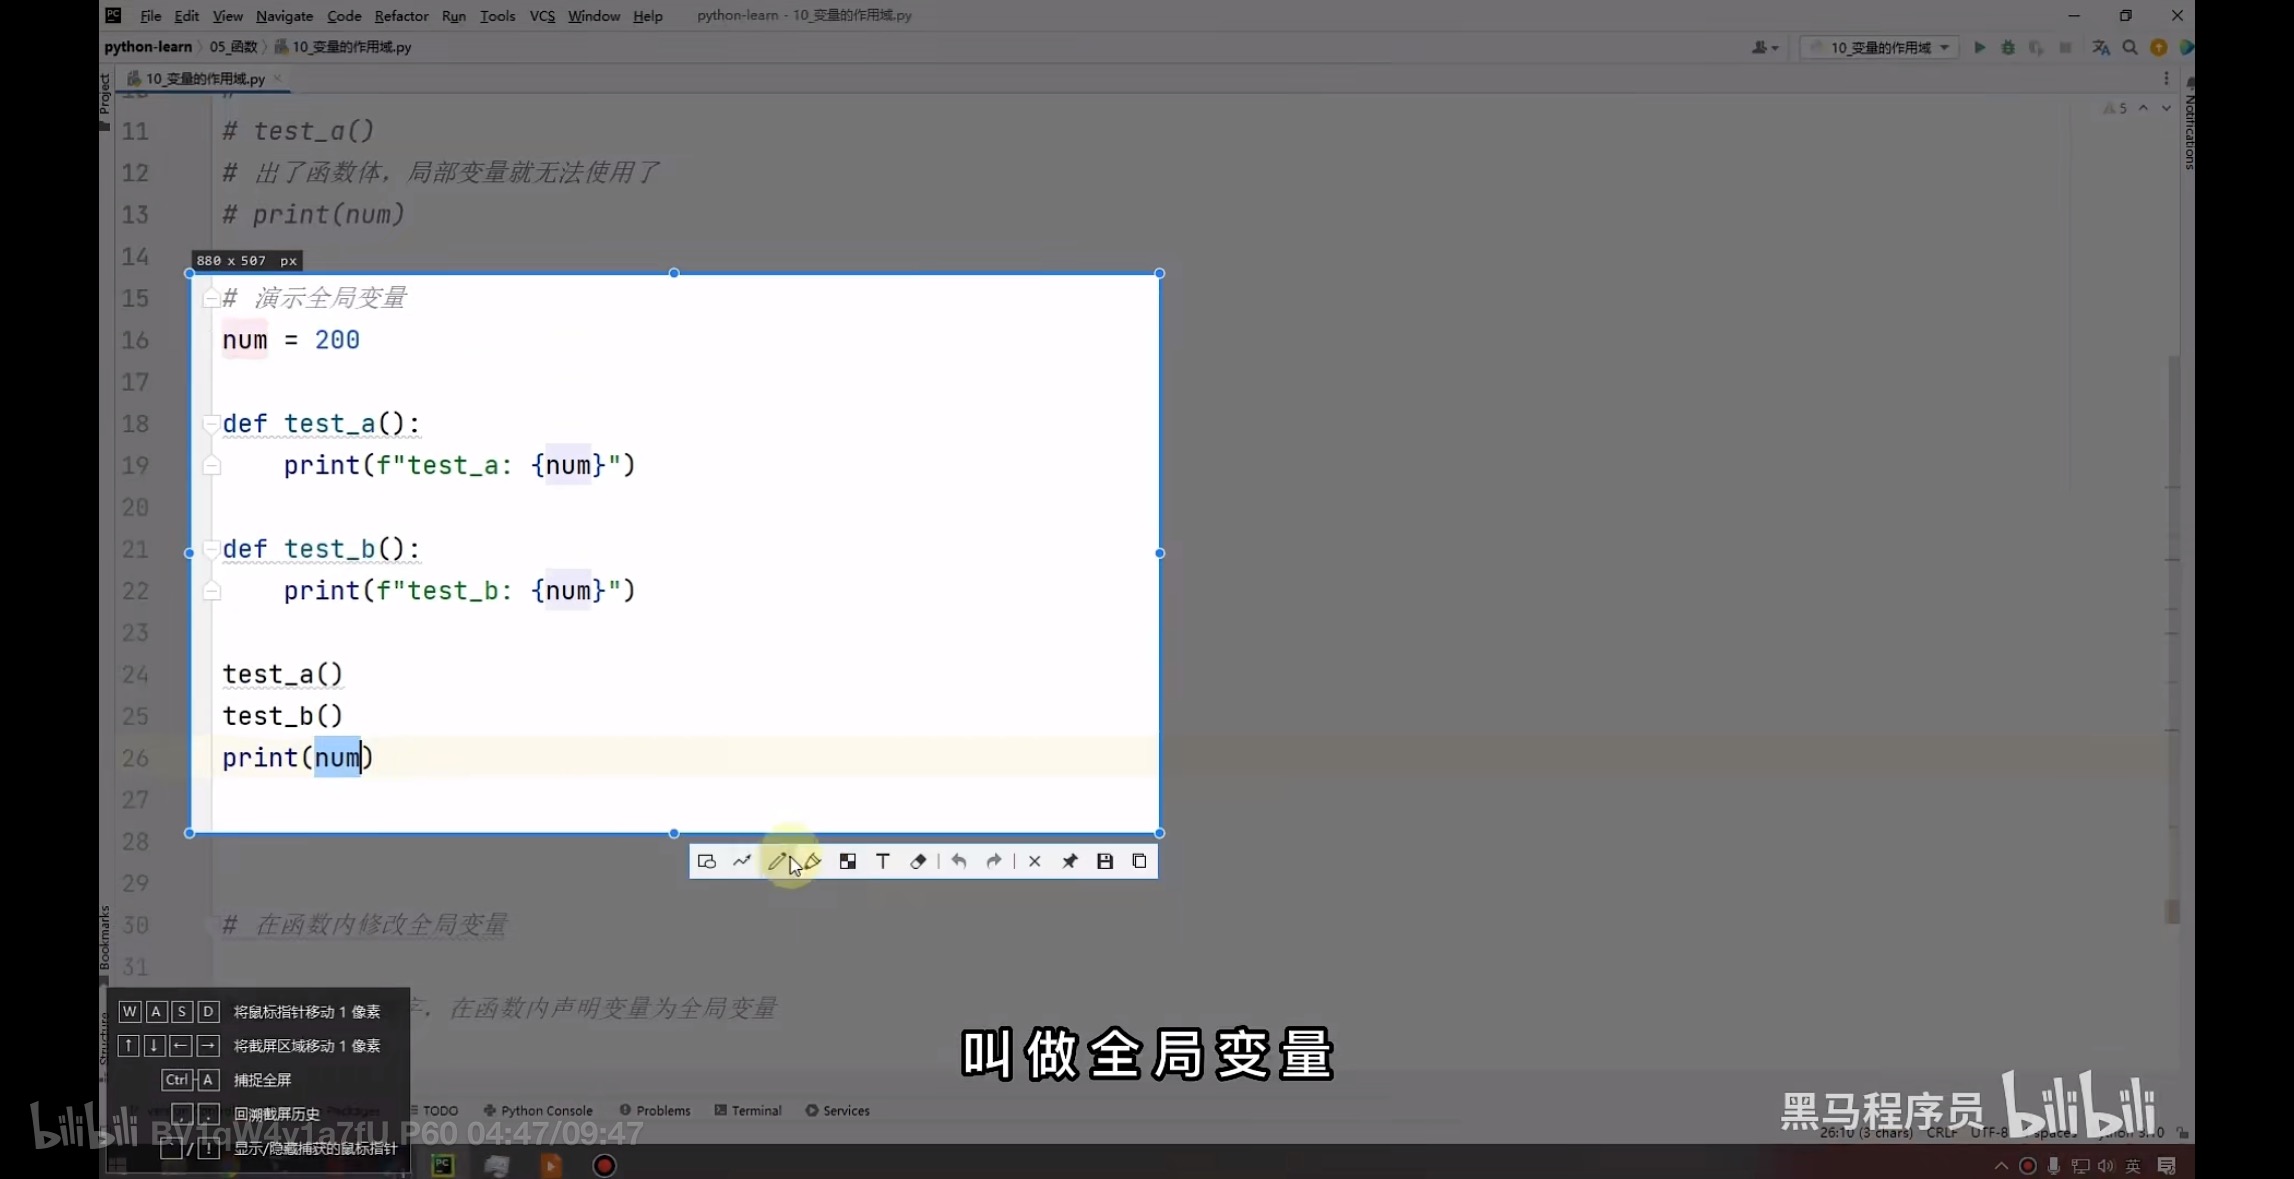 File Edit View Navigate Code Refactor Run Tools VCS Window Help python-learn - 10_变量的作用域.py
python-learn 05_函数 10_变量的作用域.py
10_变量的作用域
10_变量的作用域.py
Project
Notifications
5
11 # test_a()
12 # 出了函数体，局部变量就无法使用了
13 # print(num)
14
880 x 507 px
15 # 演示全局变量
16 num = 200
17
18 def test_a():
19 print(f"test_a: {num}")
20
21 def test_b():
22 print(f"test_b: {num}")
23
24 test_a()
25 test_b()
26 print(num)
27
28
29
30 # 在函数内修改全局变量
31
，在函数内声明变量为全局变量
Bookmarks
Structure
W A S D 将鼠标指针移动 1 像素
↑ ↓ ← → 将截屏区域移动 1 像素
Ctrl A 捕捉全屏
, . 回溯截屏历史
` / ! 显示/隐藏捕获的鼠标指针
叫做全局变量
黑马程序员 bilibili
Packages TODO Python Console Problems Terminal Services
bilibili BV1qW4y1a7fU P60 04:47/09:47
26:10 (3 chars) CRLF UTF-8 spaces Python 3.10
英